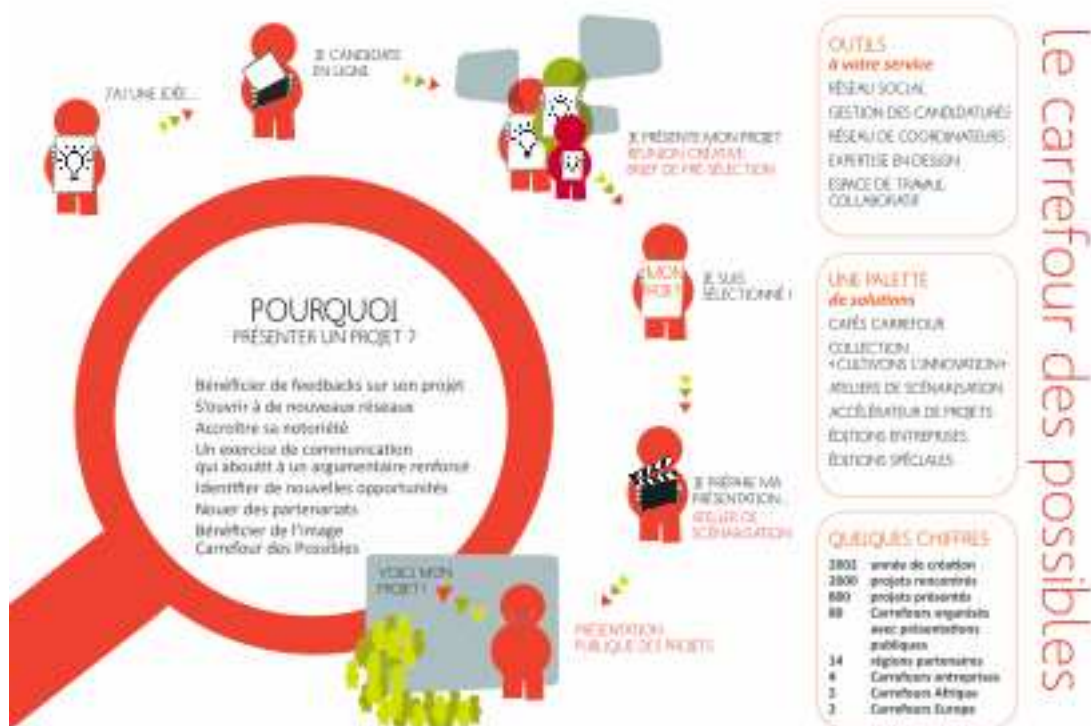 le carrefour des possibles
J'AI UNE IDÉE...
JE CANDIDATE
EN LIGNE
JE PRÉSENTE MON PROJET
RÉUNION CRÉATIVE
BRIEF DE PRÉ-SÉLECTION
MON
PROJET
JE SUIS
SÉLECTIONNÉ !
JE PRÉPARE MA
PRÉSENTATION...
ATELIER DE
SCÉNARISATION
VOICI MON
PROJET !
PRÉSENTATION
PUBLIQUE DES PROJETS
POURQUOI
PRÉSENTER UN PROJET ?
Bénéficier de feedbacks sur son projet
S'ouvrir à de nouveaux réseaux
Accroître sa notoriété
Un exercice de communication
qui aboutit à un argumentaire renforcé
Identifier de nouvelles opportunités
Nouer des partenariats
Bénéficier de l'image
Carrefour des Possibles
OUTILS
à votre service
RÉSEAU SOCIAL
GESTION DES CANDIDATURES
RÉSEAU DE COORDINATEURS
EXPERTISE EN DESIGN
ESPACE DE TRAVAIL
COLLABORATIF
UNE PALETTE
de solutions
CAFÉS CARREFOUR
COLLECTION
«CULTIVONS L'INNOVATION»
ATELIERS DE SCÉNARISATION
ACCÉLÉRATEUR DE PROJETS
ÉDITIONS ENTREPRISES
ÉDITIONS SPÉCIALES
QUELQUES CHIFFRES
année de création
2000 projets rencontrés
projets présentés
Carrefours organisés
avec présentations
publiques
14 régions partenaires
4 Carrefours entreprises
Carrefours Afrique
Carrefours Europe